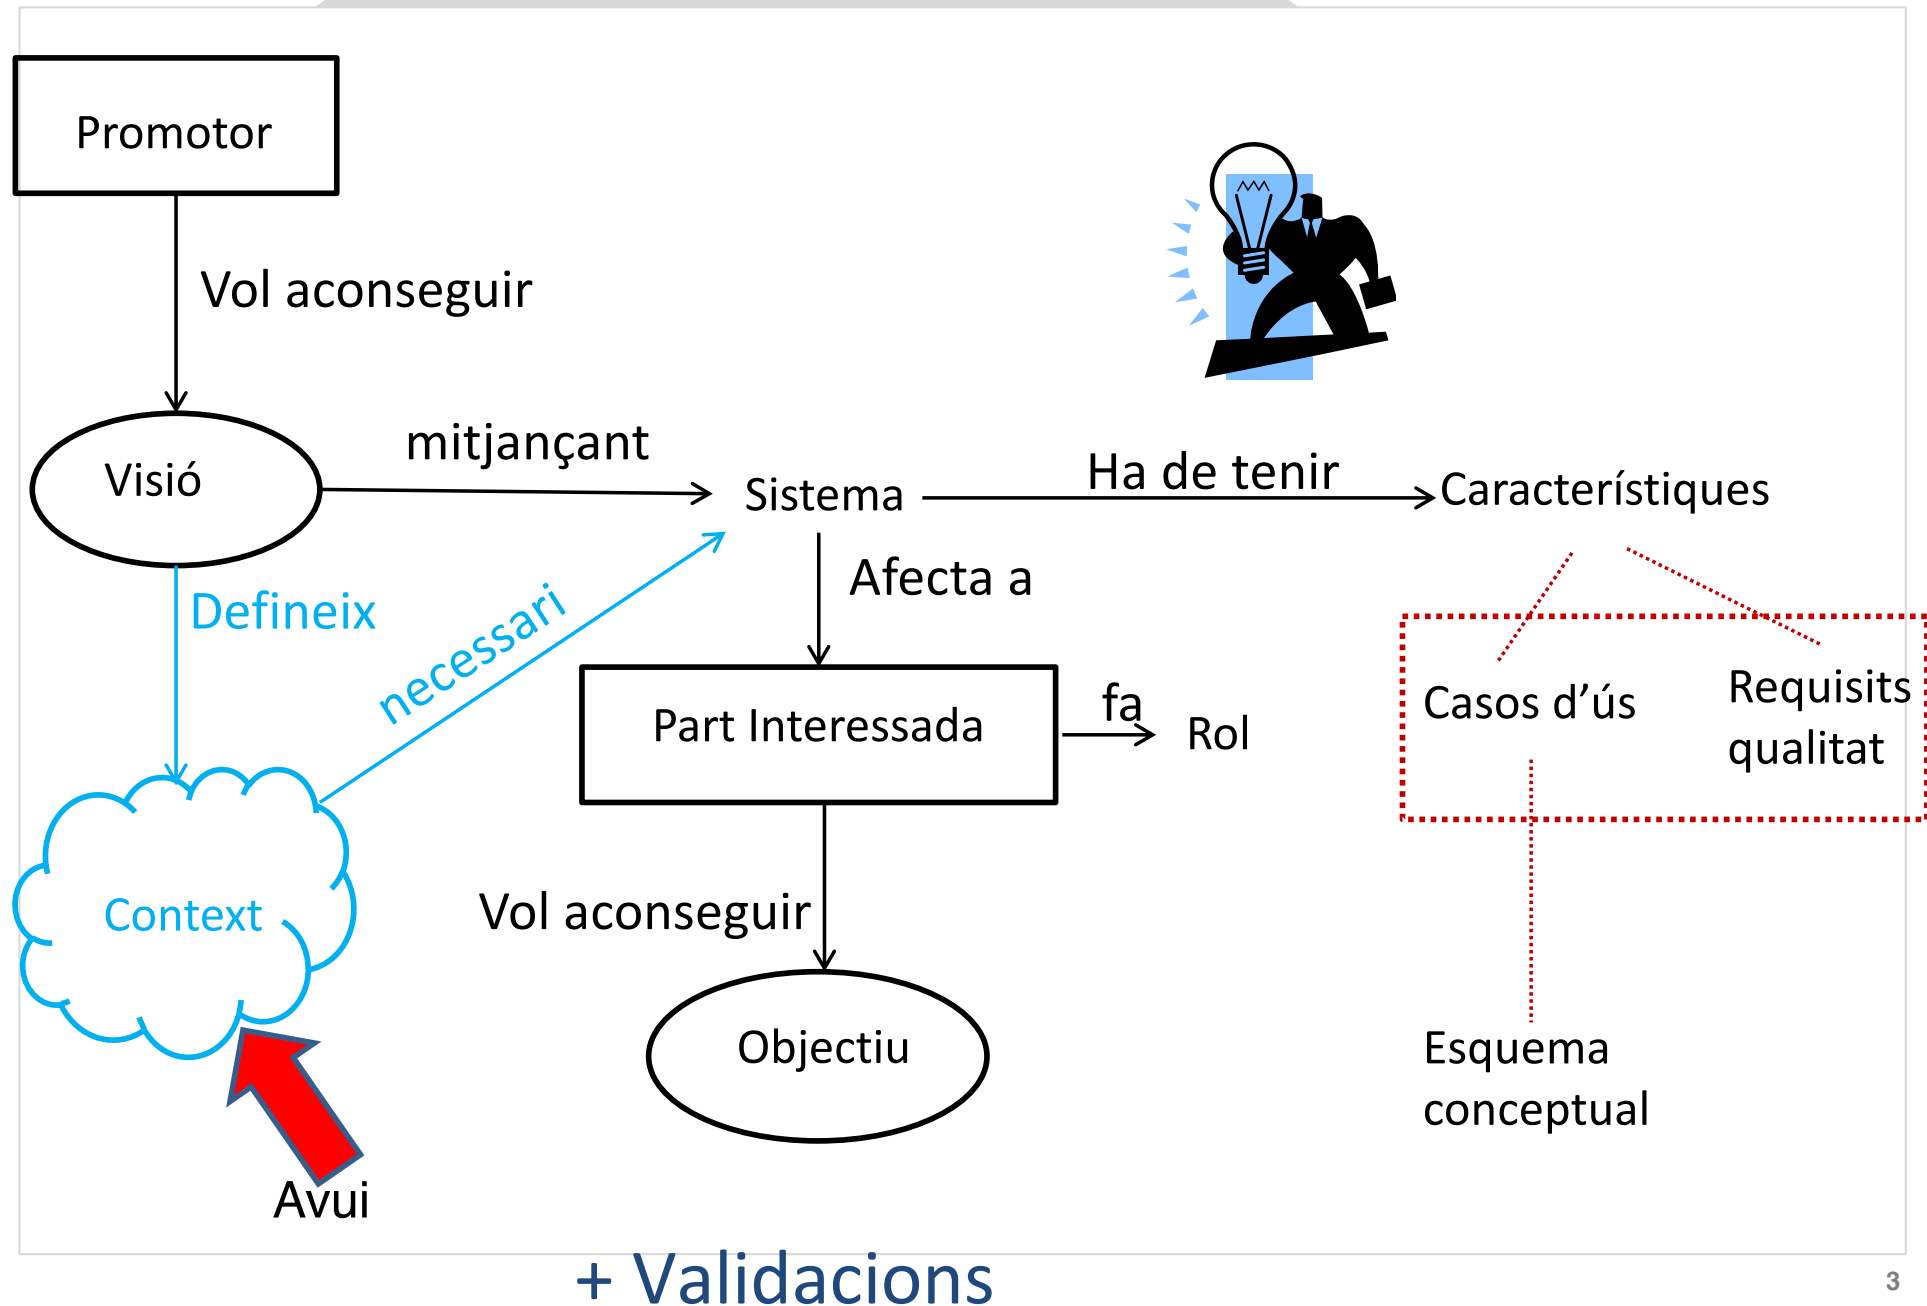 Promotor
Vol aconseguir
Visió
mitjançant
Sistema
Ha de tenir
Característiques
Defineix
necessari
Afecta a
Part Interessada
fa
Rol
Casos d’ús
Requisits
qualitat
Context
Vol aconseguir
Objectiu
Esquema
conceptual
Avui
+ Validacions
3